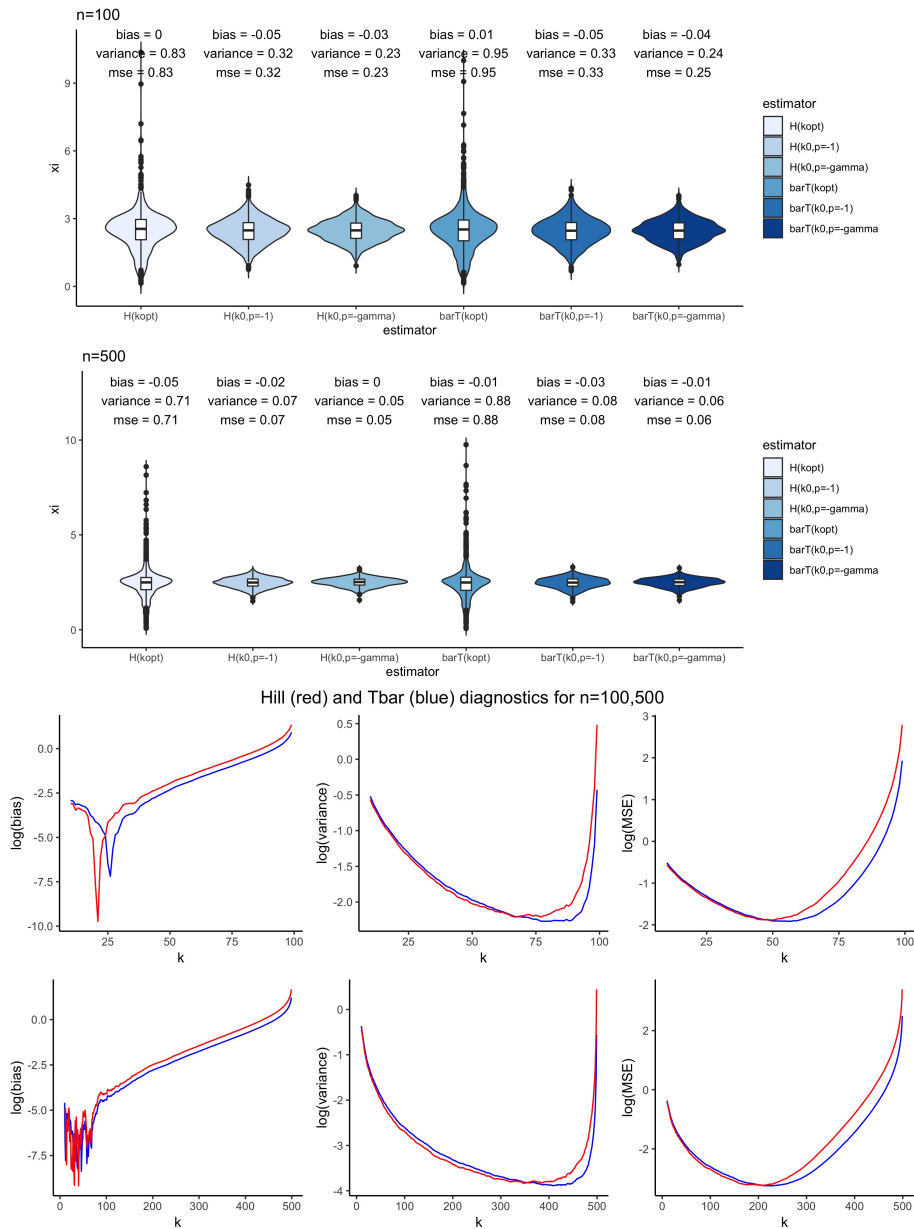 n=100
bias = 0 bias = -0.05 bias = -0.03 bias = 0.01 bias = -0.05 bias = -0.04
variance = 0.83 variance = 0.32 variance = 0.23 variance = 0.95 variance = 0.33 variance = 0.24
mse = 0.83 mse = 0.32 mse = 0.23 mse = 0.95 mse = 0.33 mse = 0.25
9
6
3
0
xi
H(kopt) H(k0,p=-1) H(k0,p=-gamma) barT(kopt) barT(k0,p=-1) barT(k0,p=-gamma)
estimator
estimator
H(kopt)
H(k0,p=-1)
H(k0,p=-gamma)
barT(kopt)
barT(k0,p=-1)
barT(k0,p=-gamma
n=500
bias = -0.05 bias = -0.02 bias = 0 bias = -0.01 bias = -0.03 bias = -0.01
variance = 0.71 variance = 0.07 variance = 0.05 variance = 0.88 variance = 0.08 variance = 0.06
mse = 0.71 mse = 0.07 mse = 0.05 mse = 0.88 mse = 0.08 mse = 0.06
10
5
0
xi
H(kopt) H(k0,p=-1) H(k0,p=-gamma) barT(kopt) barT(k0,p=-1) barT(k0,p=-gamma)
estimator
estimator
H(kopt)
H(k0,p=-1)
H(k0,p=-gamma)
barT(kopt)
barT(k0,p=-1)
barT(k0,p=-gamma
Hill (red) and Tbar (blue) diagnostics for n=100,500
log(bias)
0.0
-2.5
-5.0
-7.5
-10.0
25 50 75 100
k
log(variance)
0.5
0.0
-0.5
-1.0
-1.5
-2.0
25 50 75 100
k
log(MSE)
3
2
1
0
-1
-2
25 50 75 100
k
log(bias)
0.0
-2.5
-5.0
-7.5
0 100 200 300 400 500
k
log(variance)
0
-1
-2
-3
-4
0 100 200 300 400 500
k
log(MSE)
2
0
-2
0 100 200 300 400 500
k